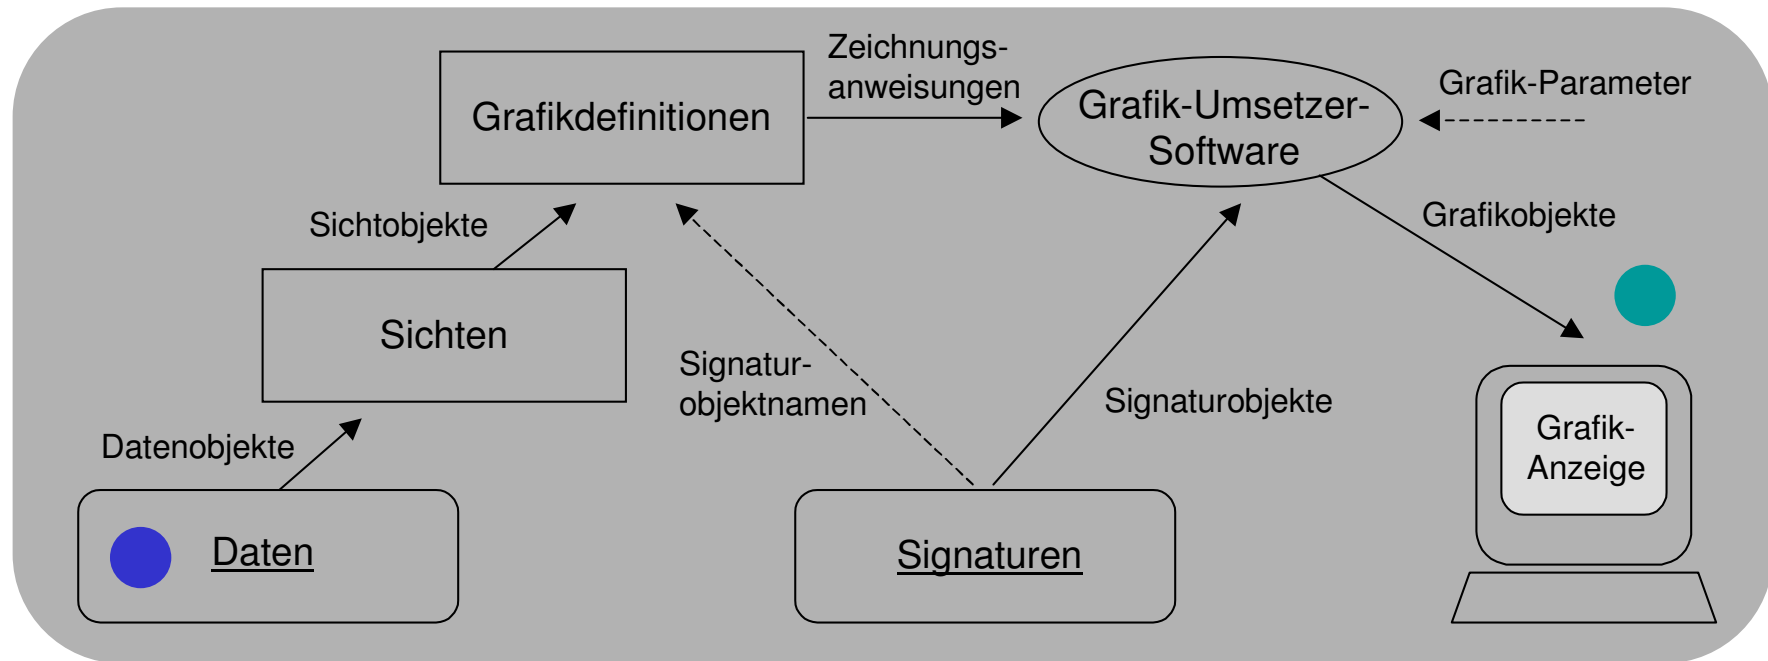 Zeichnungs-
anweisungen
Grafikdefinitionen
Grafik-Umsetzer-
Software
Grafik-Parameter
Sichtobjekte
Grafikobjekte
Sichten
Signatur-
objektnamen
Signaturobjekte
Datenobjekte
Grafik-
Anzeige
Daten
Signaturen